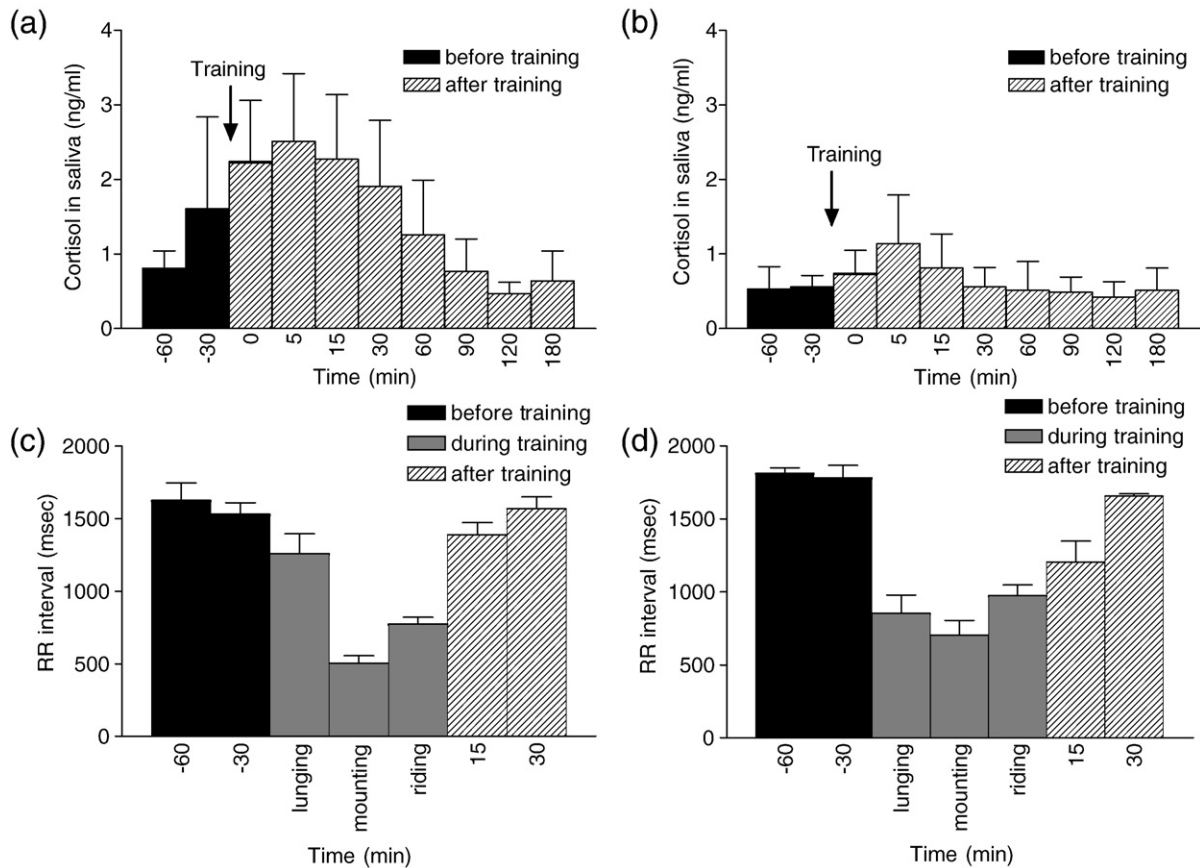 (a)
Cortisol in saliva (ng/ml)
4
3
2
1
0
before training
after training
Training
-60
-30
0
5
15
30
60
90
120
180
Time (min)
(b)
Cortisol in saliva (ng/ml)
4
3
2
1
0
before training
after training
Training
-60
-30
0
5
15
30
60
90
120
180
Time (min)
(c)
RR interval (msec)
2000
1500
1000
500
0
before training
during training
after training
-60
-30
lunging
mounting
riding
15
30
Time (min)
(d)
RR interval (msec)
2000
1500
1000
500
0
before training
during training
after training
-60
-30
lunging
mounting
riding
15
30
Time (min)